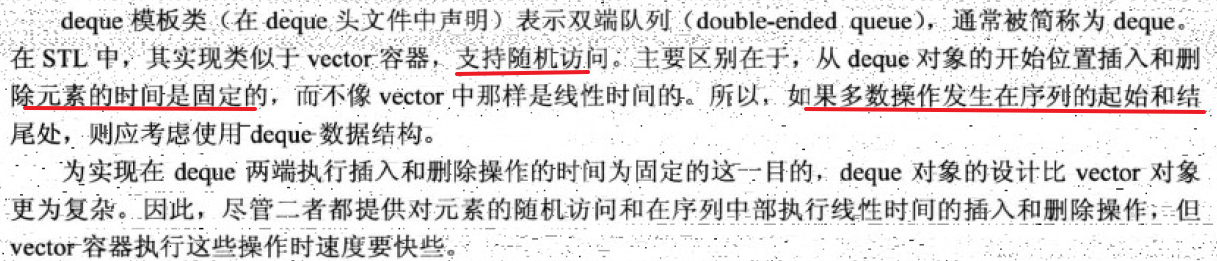 deque 模板类（在 deque 头文件中声明）表示双端队列（double-ended queue），通常被简称为 deque。
在 STL 中，其实现类似于 vector 容器，支持随机访问。主要区别在于，从 deque 对象的开始位置插入和删
除元素的时间是固定的，而不像 vector 中那样是线性时间的。所以，如果多数操作发生在序列的起始和结
尾处，则应考虑使用 deque 数据结构。
为实现在 deque 两端执行插入和删除操作的时间为固定的这一目的，deque 对象的设计比 vector 对象
更为复杂。因此，尽管二者都提供对元素的随机访问和在序列中部执行线性时间的插入和删除操作，但
vector 容器执行这些操作时速度要快些。